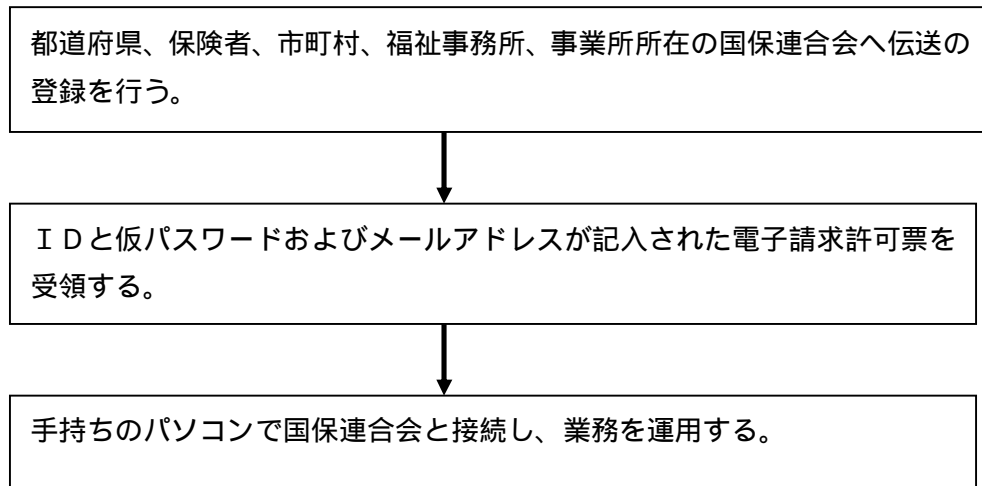 都道府県、保険者、市町村、福祉事務所、事業所所在の国保連合会へ伝送の
登録を行う。
ＩＤと仮パスワードおよびメールアドレスが記入された電子請求許可票を
受領する。
手持ちのパソコンで国保連合会と接続し、業務を運用する。